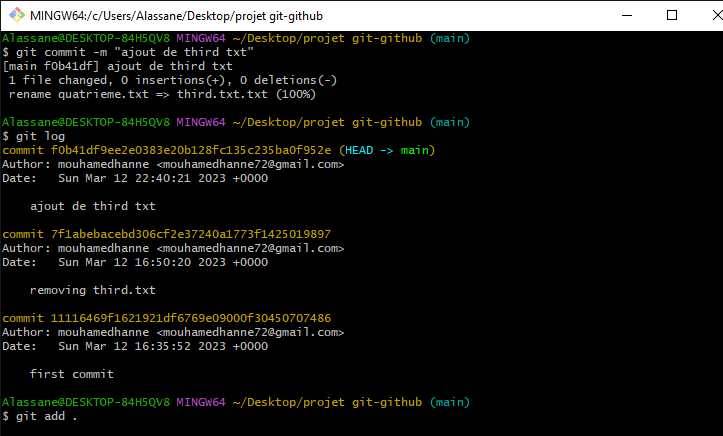 MINGW64:/c/Users/Alassane/Desktop/projet git-github
Alassane@DESKTOP-84H5QV8 MINGW64 ~/Desktop/projet git-github (main)
$ git commit -m "ajout de third txt"
[main f0b41df] ajout de third txt
 1 file changed, 0 insertions(+), 0 deletions(-)
 rename quatrieme.txt => third.txt.txt (100%)
Alassane@DESKTOP-84H5QV8 MINGW64 ~/Desktop/projet git-github (main)
$ git log
commit f0b41df9ee2e0383e20b128fc135c235ba0f952e (HEAD -> main)
Author: mouhamedhanne <mouhamedhanne72@gmail.com>
Date:   Sun Mar 12 22:40:21 2023 +0000
    ajout de third txt
commit 7f1abebacebd306cf2e37240a1773f1425019897
Author: mouhamedhanne <mouhamedhanne72@gmail.com>
Date:   Sun Mar 12 16:50:20 2023 +0000
    removing third.txt
commit 11116469f1621921df6769e09000f30450707486
Author: mouhamedhanne <mouhamedhanne72@gmail.com>
Date:   Sun Mar 12 16:35:52 2023 +0000
    first commit
Alassane@DESKTOP-84H5QV8 MINGW64 ~/Desktop/projet git-github (main)
$ git add .